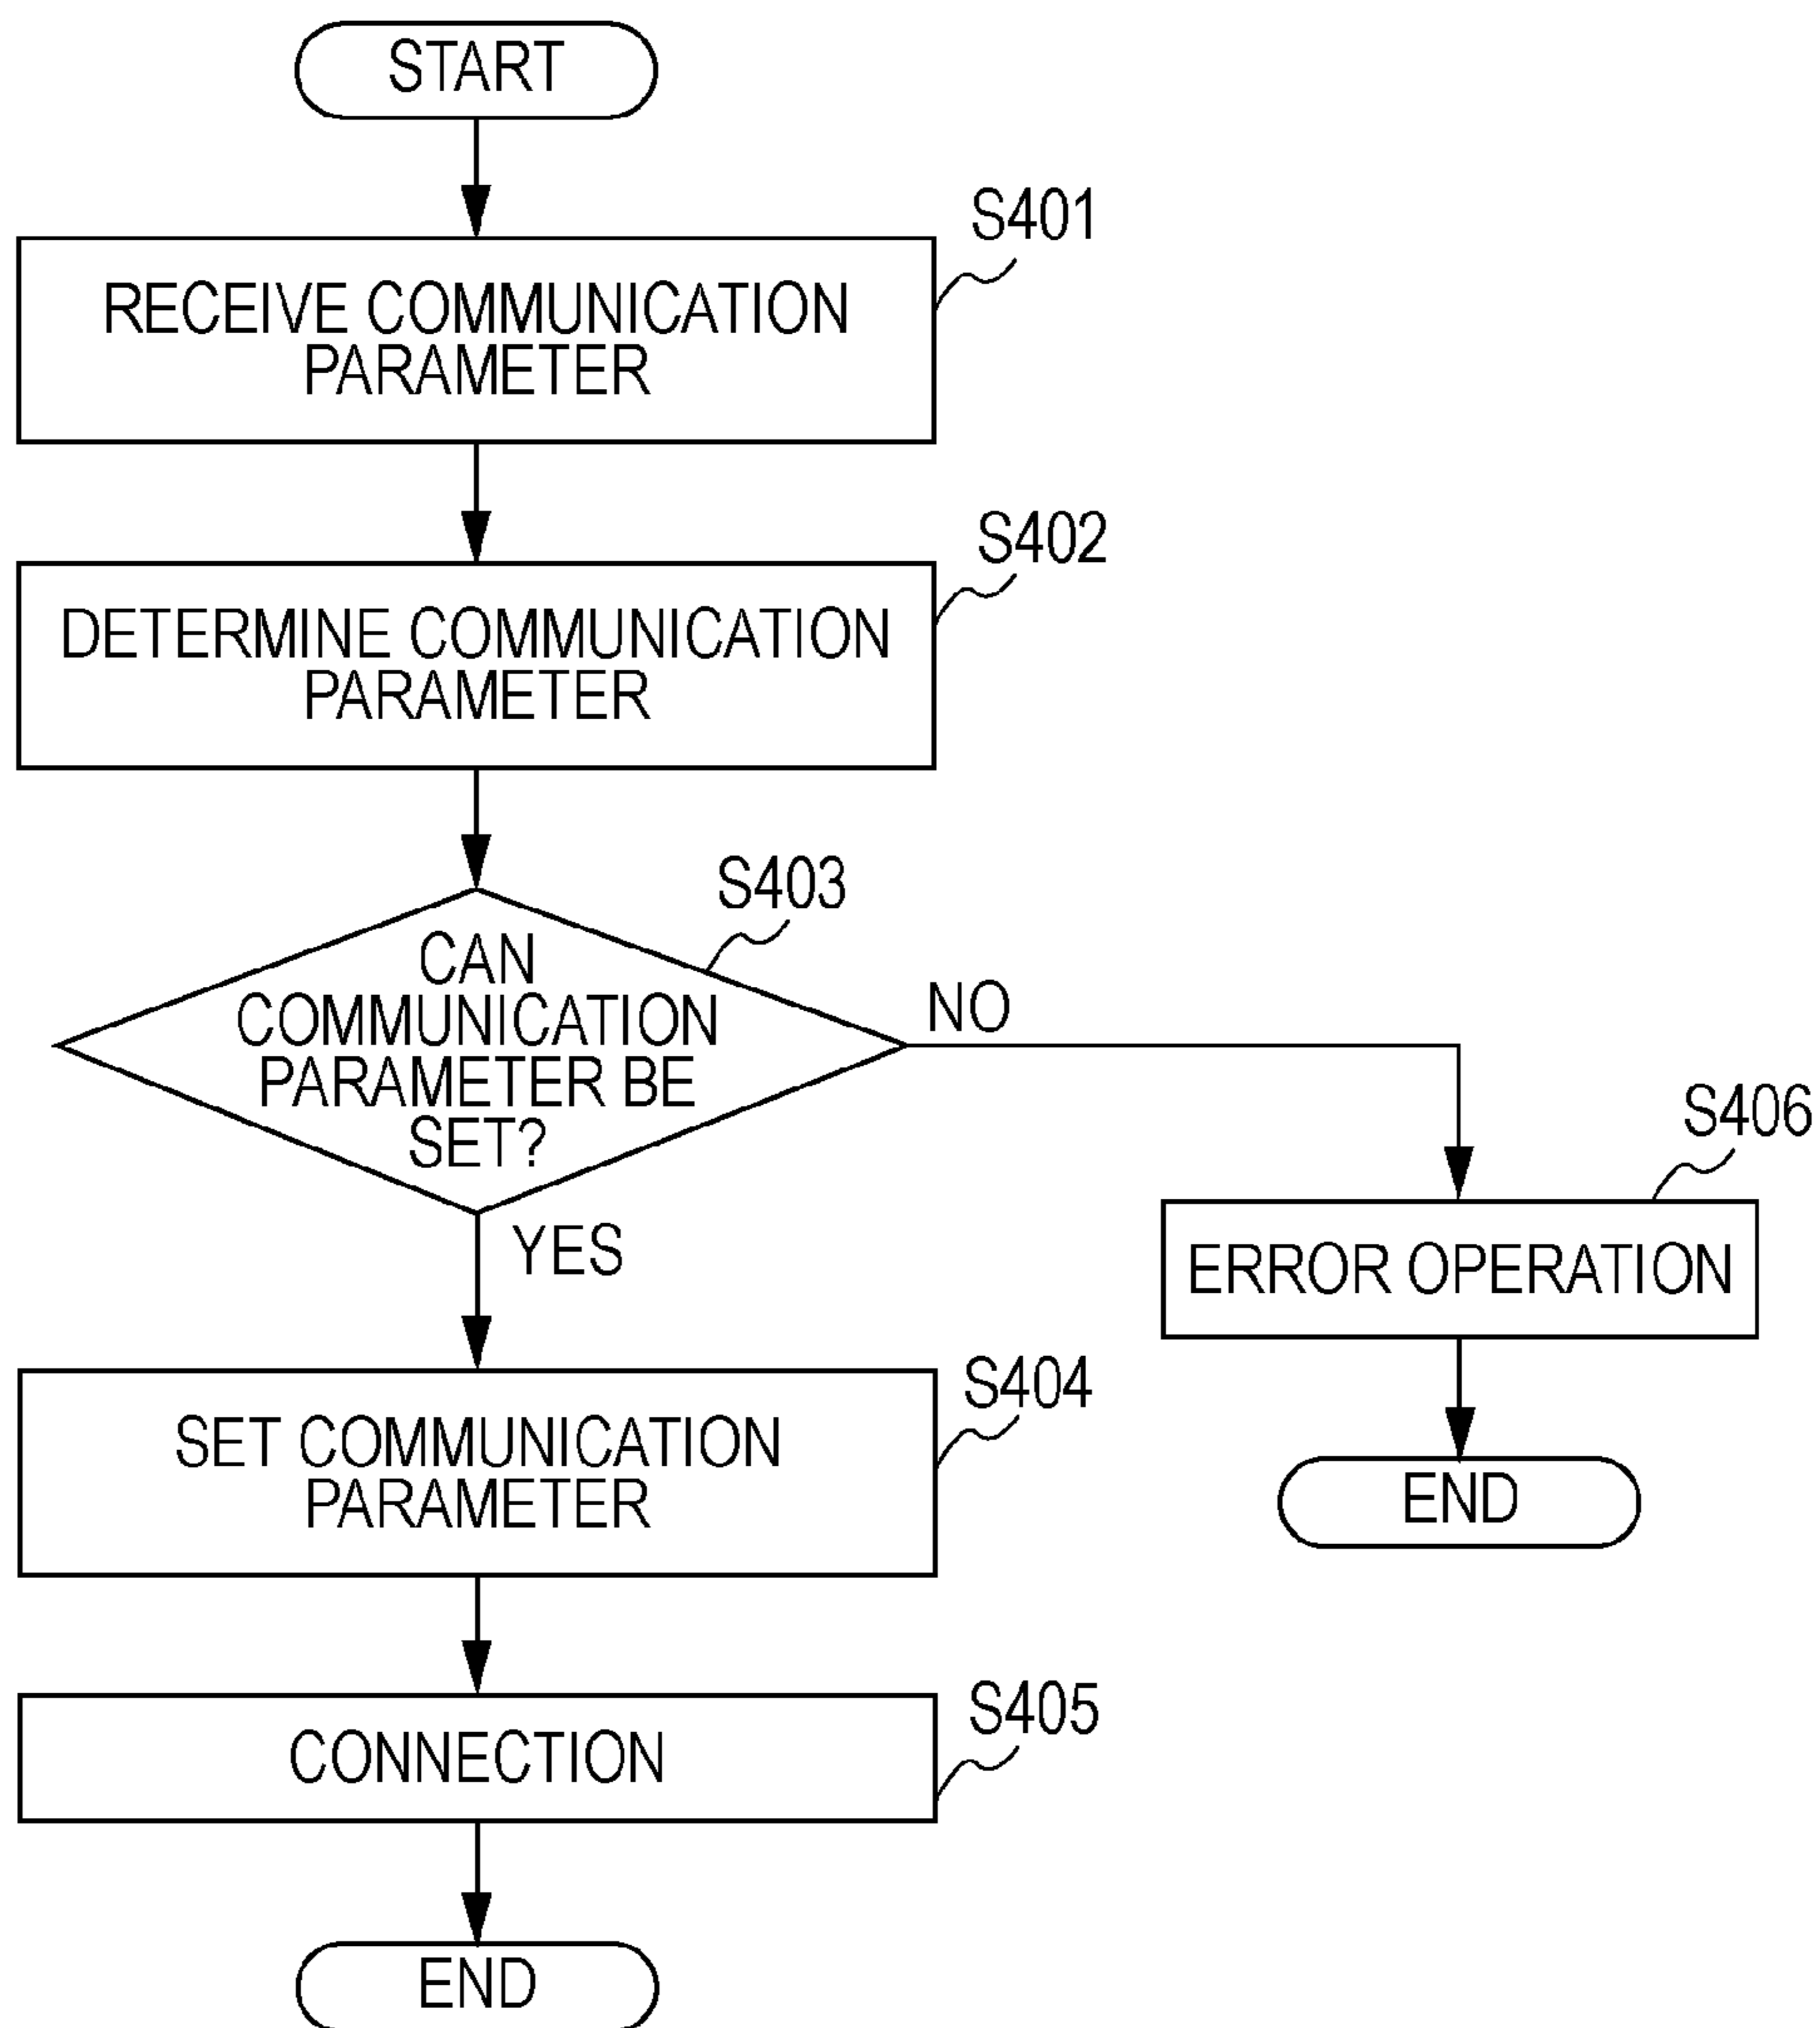 START
S401
RECEIVE COMMUNICATION
PARAMETER
S402
DETERMINE COMMUNICATION
PARAMETER
S403
CAN
COMMUNICATION
PARAMETER BE
SET?
NO
YES
S406
ERROR OPERATION
END
S404
SET COMMUNICATION
PARAMETER
S405
CONNECTION
END